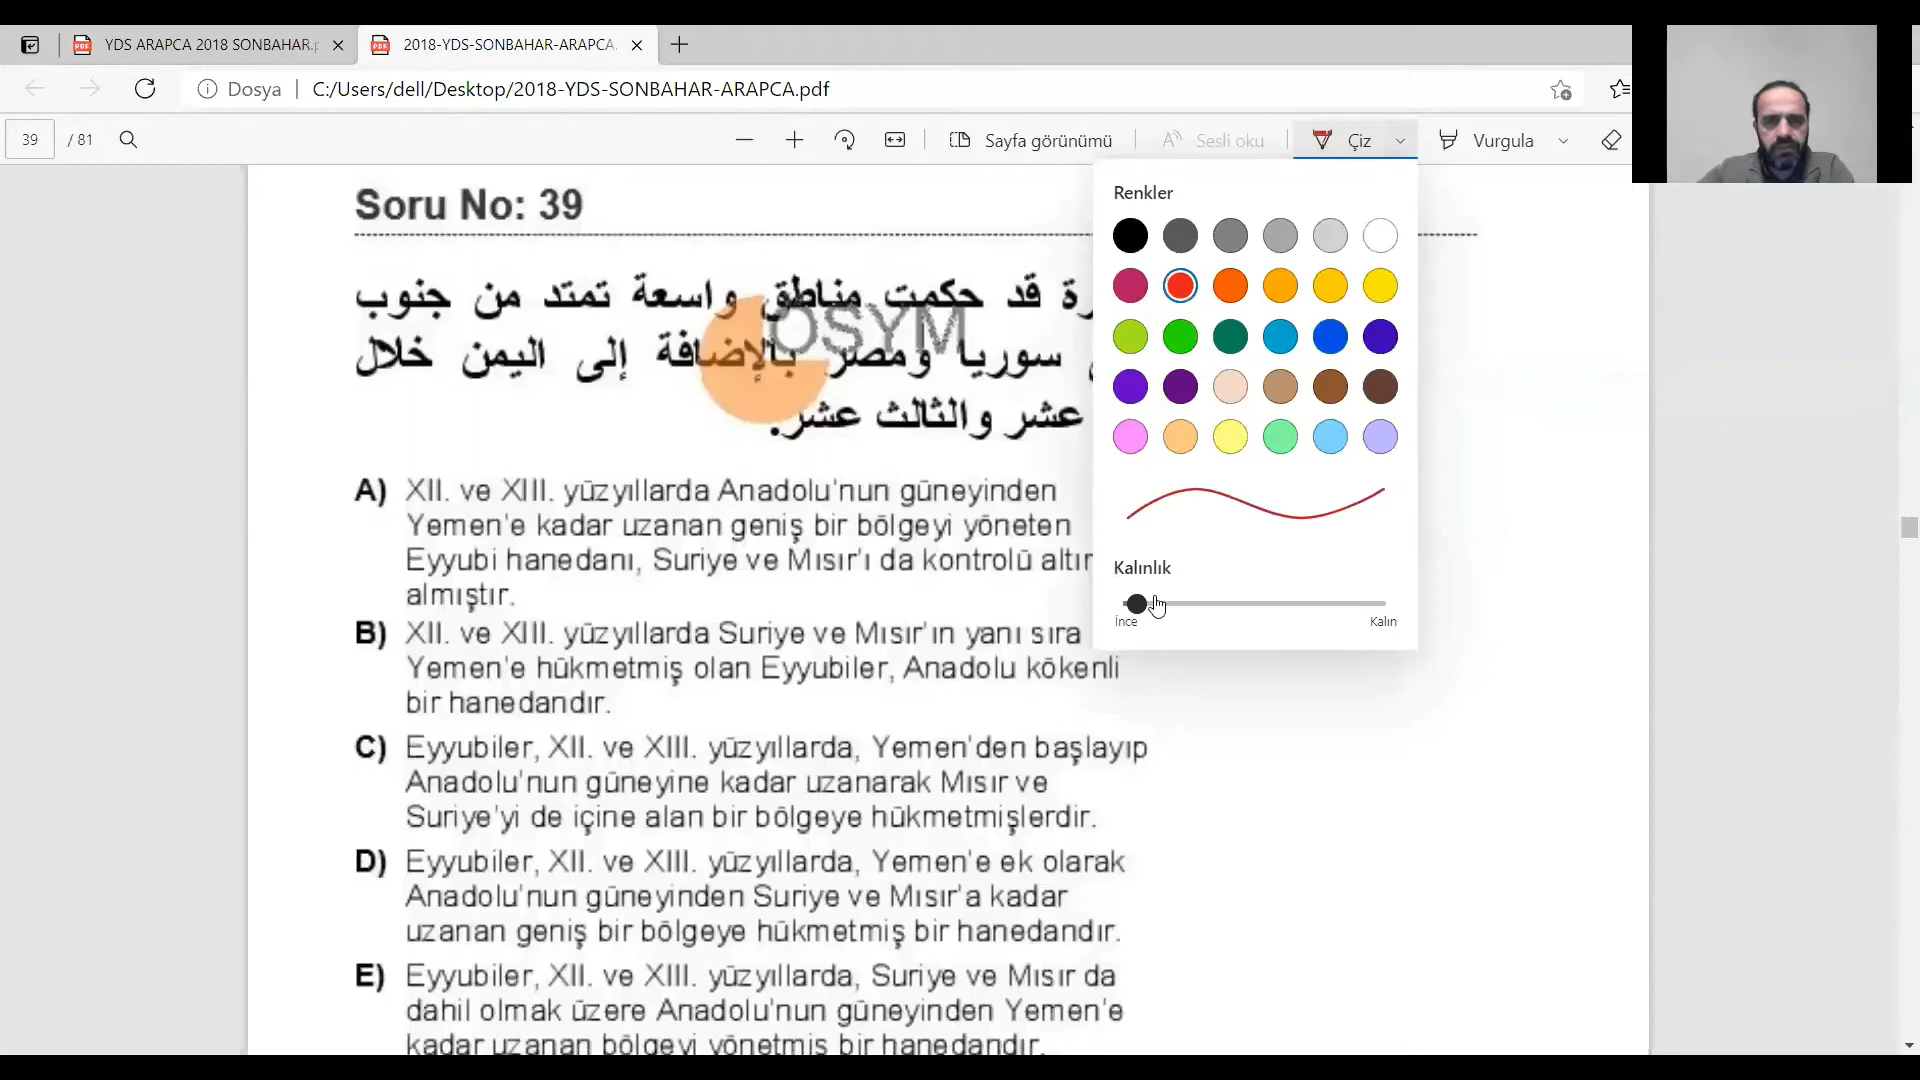 YDS ARAPCA 2018 SONBAHAR.p
2018-YDS-SONBAHAR-ARAPCA.
Dosya
C:/Users/dell/Desktop/2018-YDS-SONBAHAR-ARAPCA.pdf
39
/ 81
Sayfa görünümü
Sesli oku
Çiz
Vurgula
Soru No: 39
قد حكمت مناطق واسعة تمتد من جنوب
سوريا ومصر بالإضافة إلى اليمن خلال
عشر والثالث عشر.
ÖSYM
A) XII. ve XIII. yüzyıllarda Anadolu'nun güneyinden
Yemen'e kadar uzanan geniş bir bölgeyi yöneten
Eyyubi hanedanı, Suriye ve Mısır'ı da kontrolü altın
almıştır.
B) XII. ve XIII. yüzyıllarda Suriye ve Mısır'ın yanı sıra
Yemen'e hükmetmiş olan Eyyubiler, Anadolu kökenli
bir hanedandır.
C) Eyyubiler, XII. ve XIII. yüzyıllarda, Yemen'den başlayıp
Anadolu'nun güneyine kadar uzanarak Mısır ve
Suriye'yi de içine alan bir bölgeye hükmetmişlerdir.
D) Eyyubiler, XII. ve XIII. yüzyıllarda, Yemen'e ek olarak
Anadolu'nun güneyinden Suriye ve Mısır'a kadar
uzanan geniş bir bölgeye hükmetmiş bir hanedandır.
E) Eyyubiler, XII. ve XIII. yüzyıllarda, Suriye ve Mısır da
dahil olmak üzere Anadolu'nun güneyinden Yemen'e
kadar uzanan bölgeyi yönetmiş bir hanedandır.
Renkler
Kalınlık
İnce
Kalın